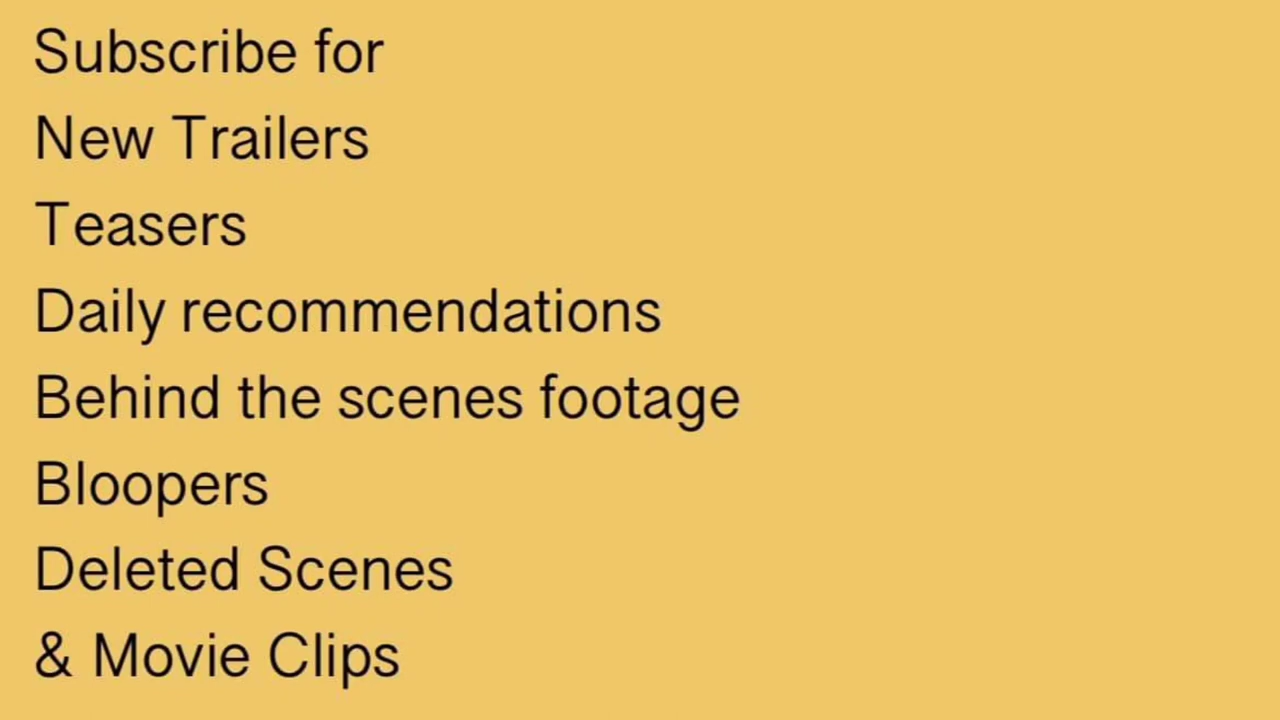 Subscribe for
New Trailers
Teasers
Daily recommendations
Behind the scenes footage
Bloopers
Deleted Scenes
& Movie Clips